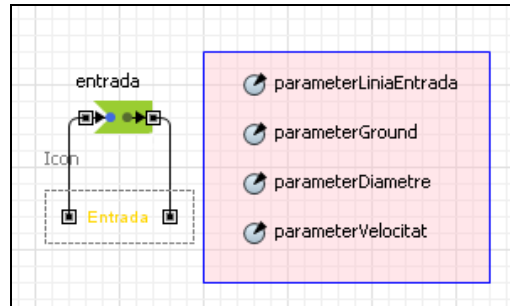 entrada
Icon
Entrada
parameterLiniaEntrada
parameterGround
parameterDiametre
parameterVelocitat